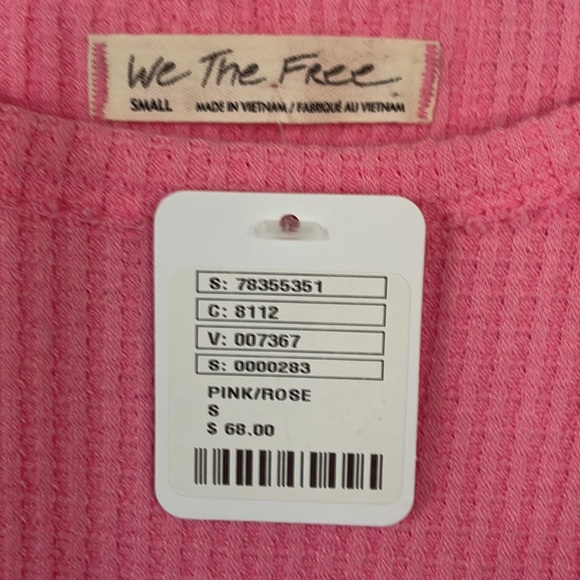 We The Free
SMALL MADE IN VIETNAM / FABRIQUÉ AU VIETNAM
S: 78355351
C: 8112
V: 007367
S: 0000283
PINK/ROSE
S
$ 68.00